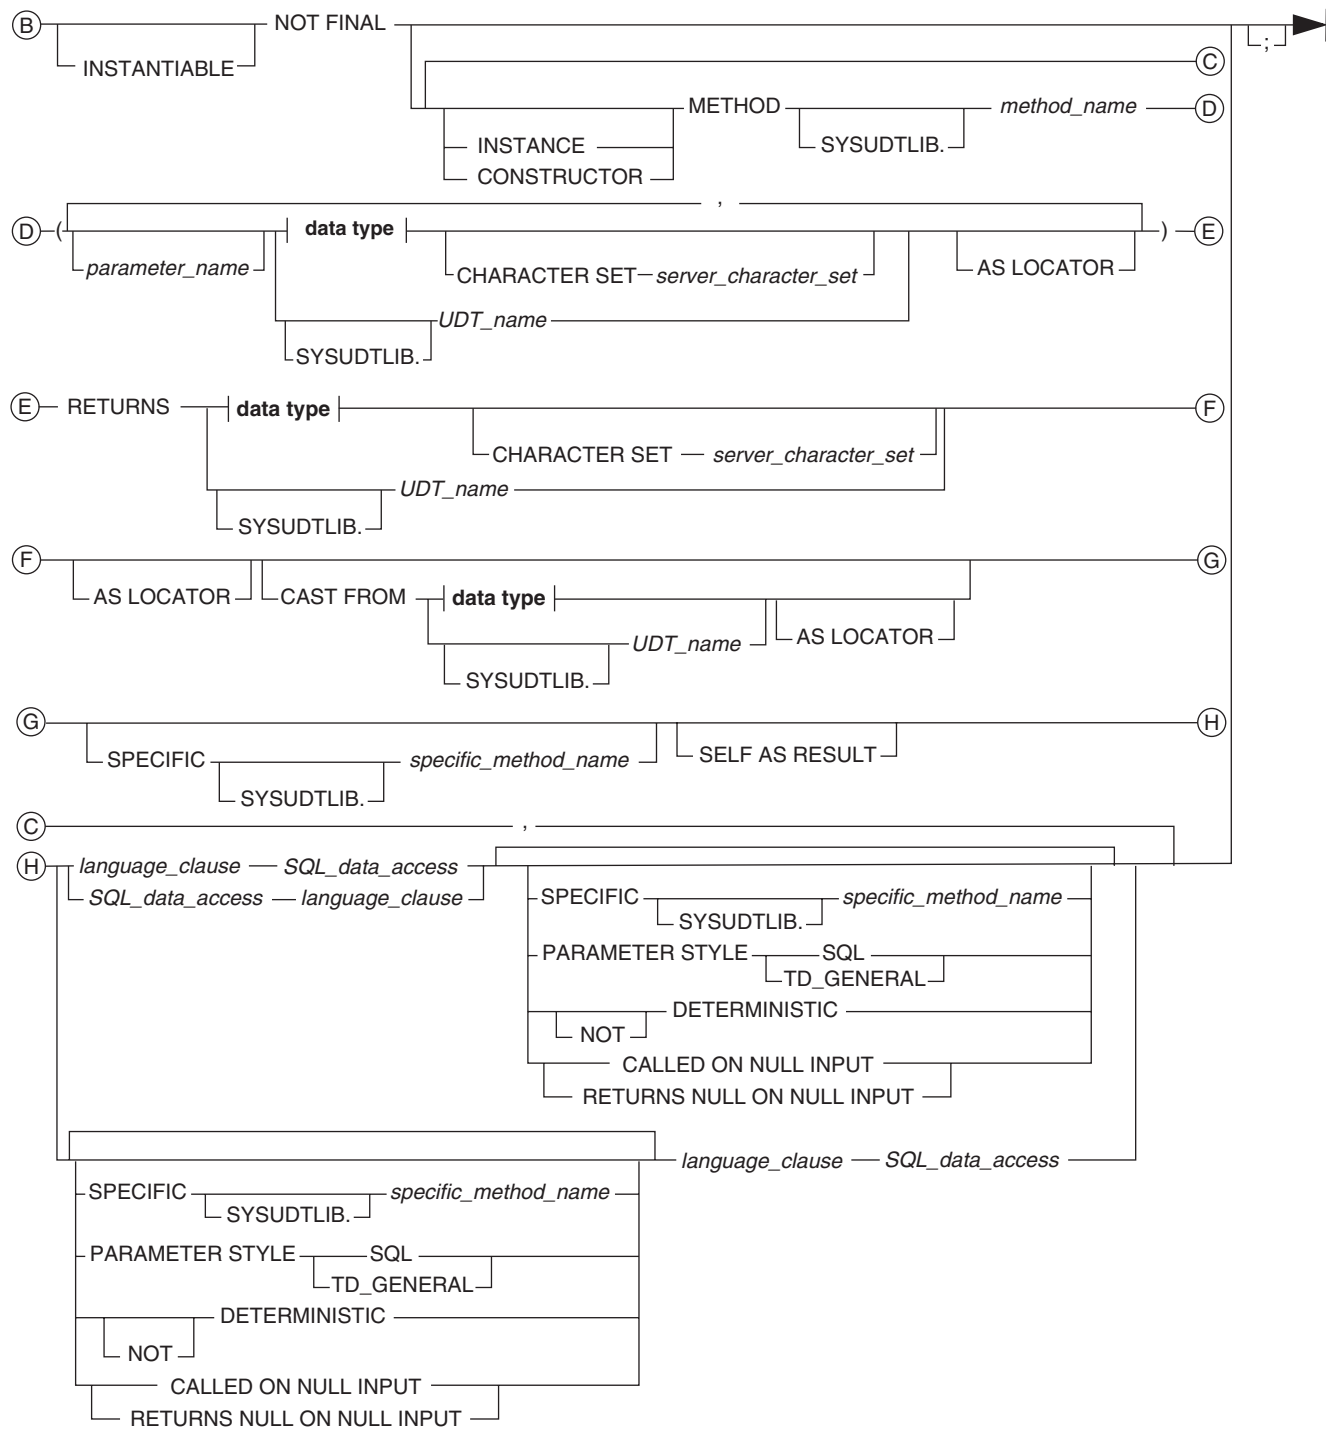 B NOT FINAL ;
INSTANTIABLE C
METHOD method_name D
INSTANCE SYSUDTLIB.
CONSTRUCTOR
,
D ( data type ) E
parameter_name CHARACTER SET server_character_set AS LOCATOR
UDT_name
SYSUDTLIB.
E RETURNS data type F
CHARACTER SET server_character_set
UDT_name
SYSUDTLIB.
F G
AS LOCATOR CAST FROM data type
UDT_name AS LOCATOR
SYSUDTLIB.
G H
SPECIFIC specific_method_name SELF AS RESULT
SYSUDTLIB.
C ,
H language_clause SQL_data_access
SQL_data_access language_clause
SPECIFIC specific_method_name
SYSUDTLIB.
PARAMETER STYLE SQL
TD_GENERAL
DETERMINISTIC
NOT
CALLED ON NULL INPUT
RETURNS NULL ON NULL INPUT
language_clause SQL_data_access
SPECIFIC specific_method_name
SYSUDTLIB.
PARAMETER STYLE SQL
TD_GENERAL
DETERMINISTIC
NOT
CALLED ON NULL INPUT
RETURNS NULL ON NULL INPUT